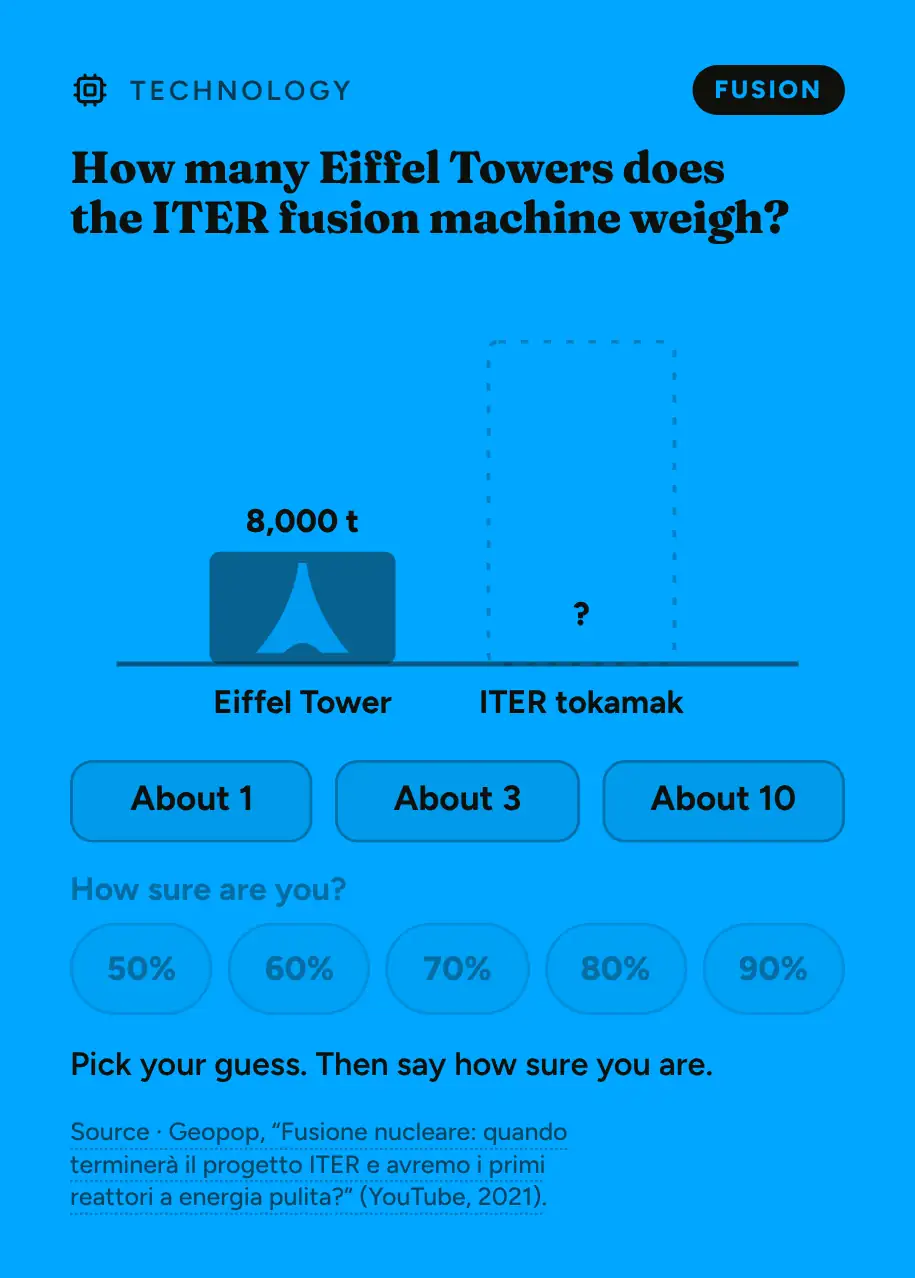 TECHNOLOGY
FUSION
How many Eiffel Towers does
the ITER fusion machine weigh?
8,000 t
?
Eiffel Tower
ITER tokamak
About 1
About 3
About 10
How sure are you?
50%
60%
70%
80%
90%
Pick your guess. Then say how sure you are.
Source · Geopop, “Fusione nucleare: quando
terminerà il progetto ITER e avremo i primi
reattori a energia pulita?” (YouTube, 2021).